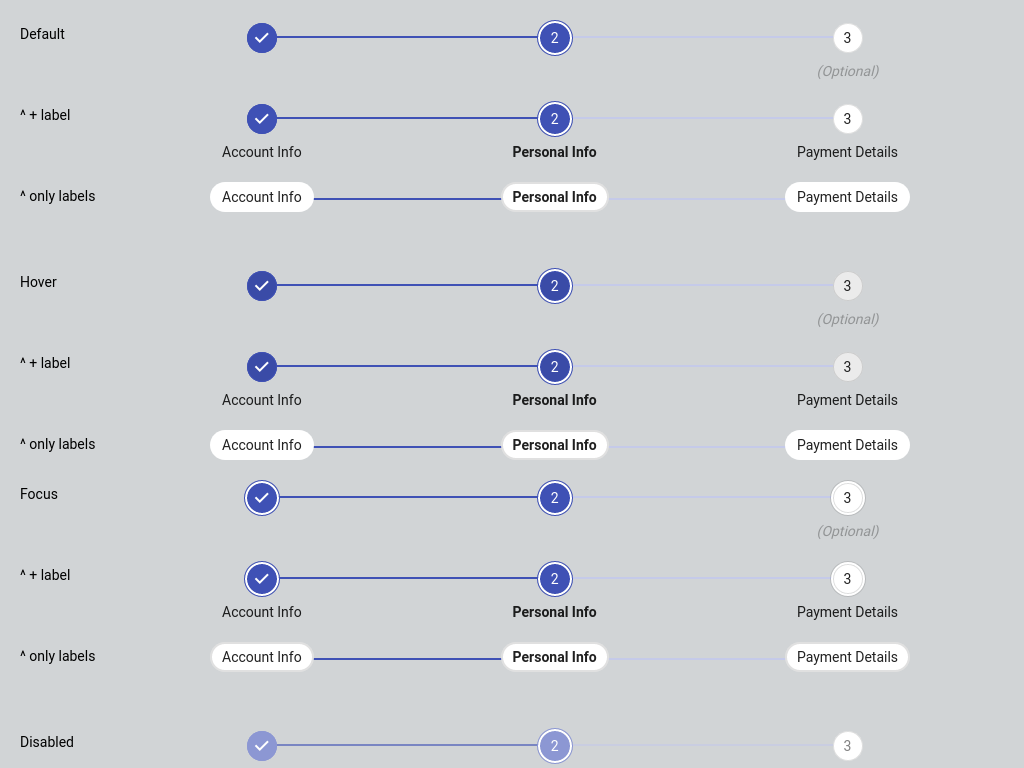 Default 2 3
(Optional)
^ + label 2 3
Account Info Personal Info Payment Details
^ only labels Account Info Personal Info Payment Details
Hover 2 3
(Optional)
^ + label 2 3
Account Info Personal Info Payment Details
^ only labels Account Info Personal Info Payment Details
Focus 2 3
(Optional)
^ + label 2 3
Account Info Personal Info Payment Details
^ only labels Account Info Personal Info Payment Details
Disabled 2 3